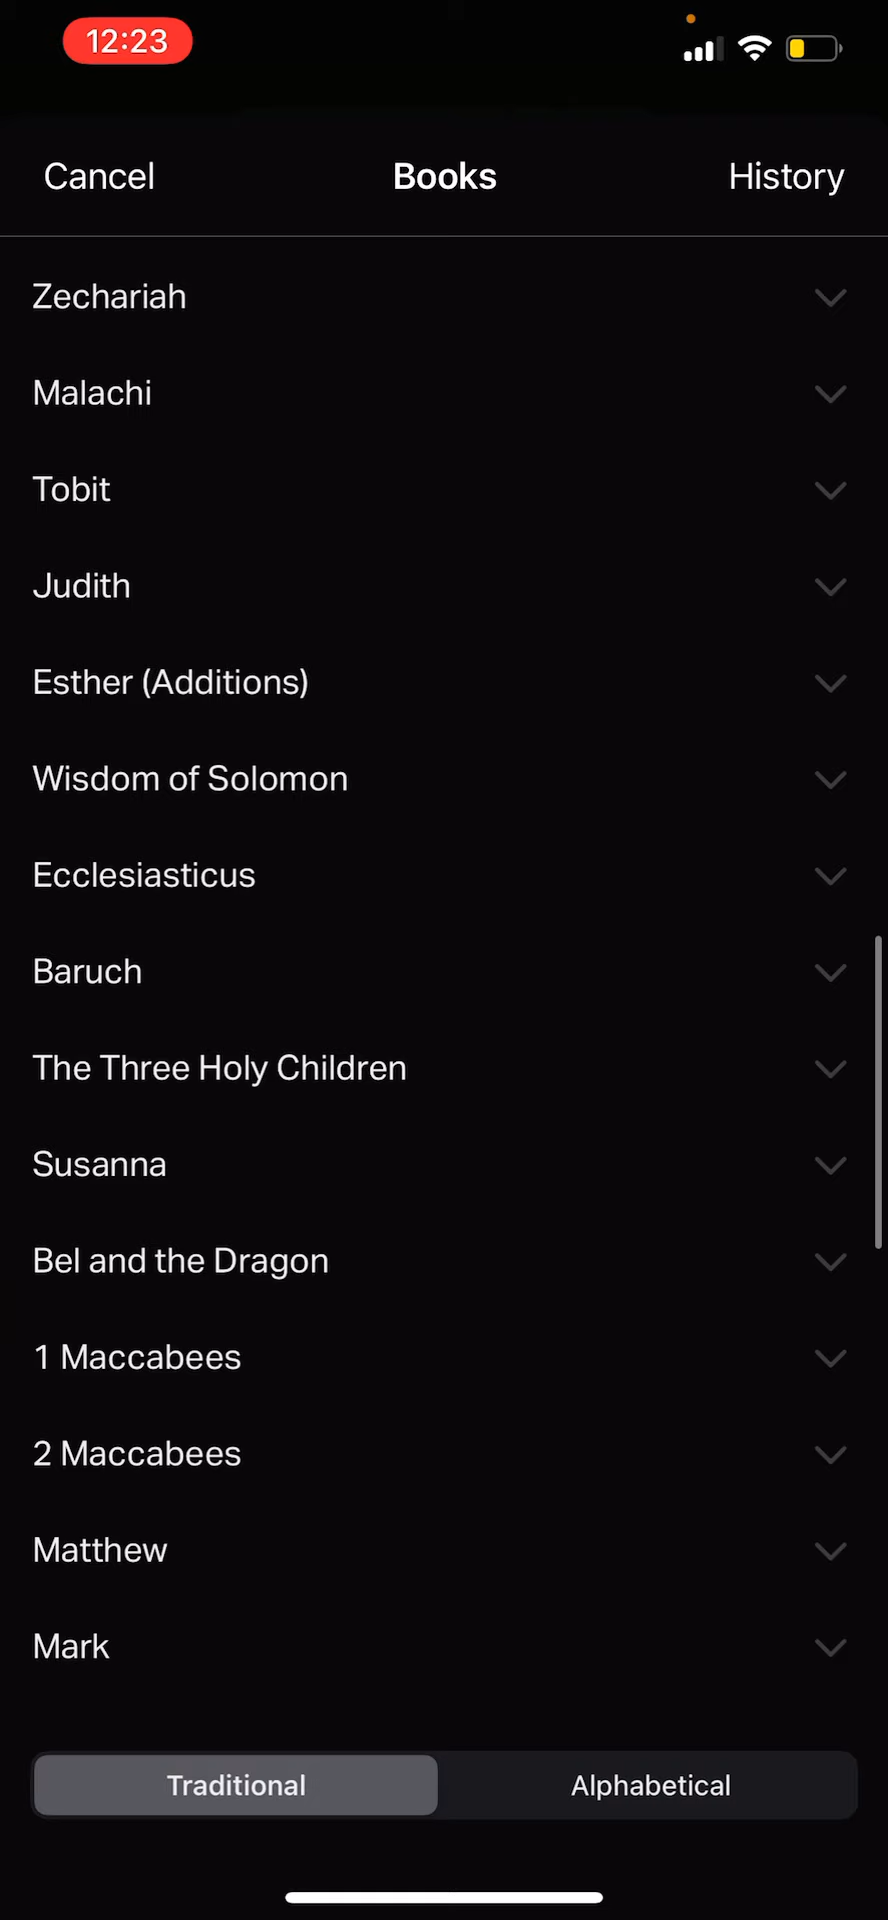 12:23
Cancel Books History
Zechariah
Malachi
Tobit
Judith
Esther (Additions)
Wisdom of Solomon
Ecclesiasticus
Baruch
The Three Holy Children
Susanna
Bel and the Dragon
1 Maccabees
2 Maccabees
Matthew
Mark
Traditional Alphabetical